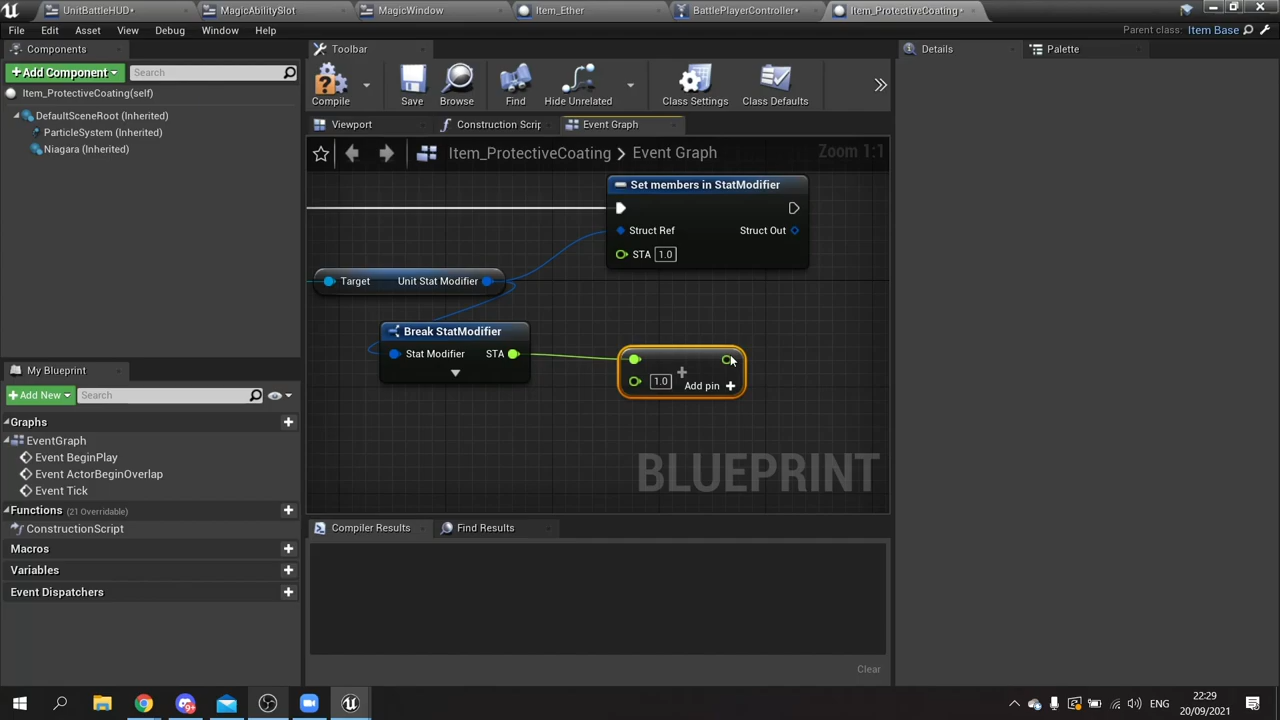 UnitBattleHUD•
MagicAbilitySlot
MagicWindow
Item_Ether
BattlePlayerController•
Item_ProtectiveCoating•
File Edit Asset View Debug Window Help
Parent class: Item Base
Components
Toolbar
Details
Palette
+ Add Component
Search
Item_ProtectiveCoating(self)
DefaultSceneRoot (Inherited)
ParticleSystem (Inherited)
Niagara (Inherited)
Compile
Save
Browse
Find
Hide Unrelated
Class Settings
Class Defaults
Viewport
Construction Scrip
Event Graph
Item_ProtectiveCoating > Event Graph
Zoom 1:1
Set members in StatModifier
Struct Ref
Struct Out
STA 1.0
Target
Unit Stat Modifier
Break StatModifier
Stat Modifier
STA
1.0
Add pin +
BLUEPRINT
My Blueprint
+ Add New
Search
Graphs
EventGraph
Event BeginPlay
Event ActorBeginOverlap
Event Tick
Functions (21 Overridable)
ConstructionScript
Macros
Variables
Event Dispatchers
Compiler Results
Find Results
Clear
ENG
22:29
20/09/2021